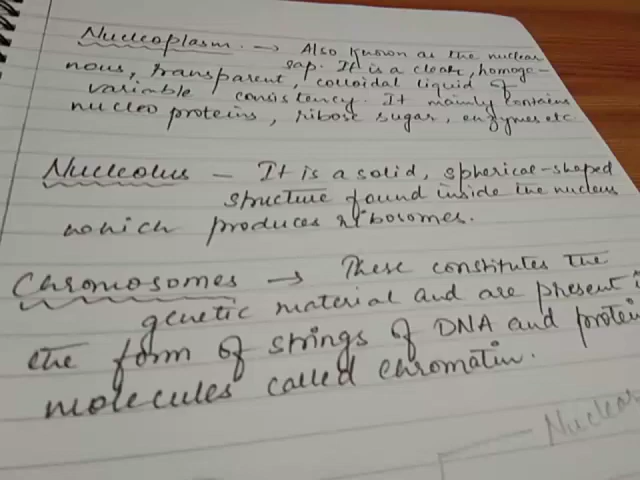 Nucleoplasm. → Also known as the nuclear
sap. It is a clear, homoge-
nous, transparent, colloidal liquid of
variable consistency. It mainly contains
nucleo proteins, ribose sugar, enzymes etc
Nucleolus - It is a solid, spherical-shaped
structure found inside the nucleus
which produces ribosomes.
Chromosomes → These constitutes the
genetic material and are present i
the form of strings of DNA and protein
molecules called chromatin.
Nuclear